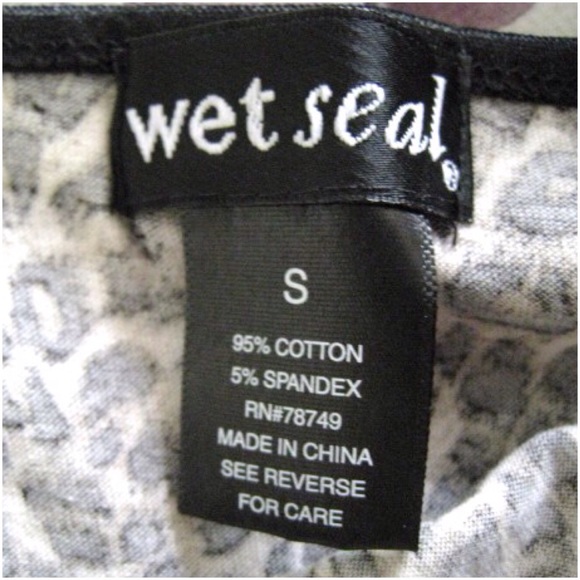 wet seal®
S
95% COTTON
5% SPANDEX
RN#78749
MADE IN CHINA
SEE REVERSE
FOR CARE